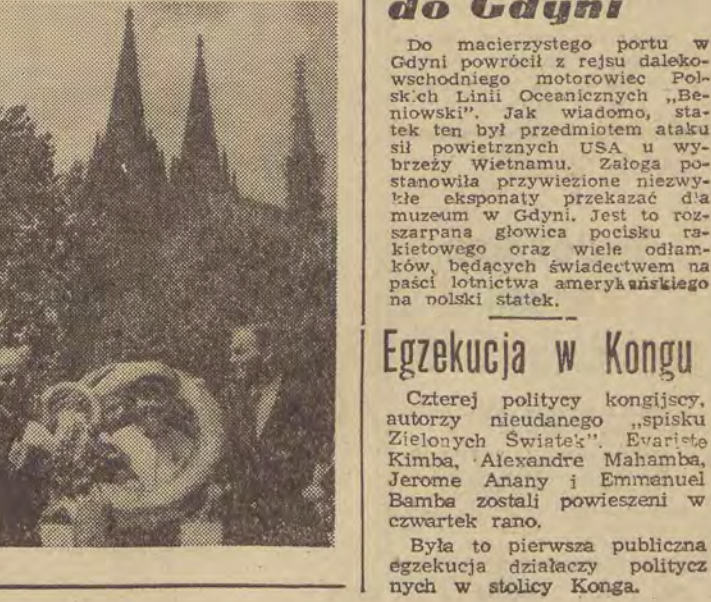 do Gdyni
Do macierzystego portu w
Gdyni powrócił z rejsu daleko-
wschodniego motorowiec Pol-
skich Linii Oceanicznych „Be-
niowski”. Jak wiadomo, sta-
tek ten był przedmiotem ataku
sił powietrznych USA u wy-
brzeży Wietnamu. Załoga po-
stanowiła przywiezione niezwy-
kłe eksponaty przekazać dla
muzeum w Gdyni. Jest to roz-
szarpana głowica pocisku ra-
kietowego oraz wiele odłam-
ków, będących świadectwem na
paści lotnictwa amerykańskiego
na polski statek.
Egzekucja w Kongu
Czterej politycy kongijscy,
autorzy nieudanego „spisku
Zielonych Świątek”. Evariste
Kimba, Alexandre Mahamba,
Jerome Anany i Emmanuel
Bamba zostali powieszeni w
czwartek rano.
Była to pierwsza publiczna
egzekucja działaczy politycz
nych w stolicy Konga.